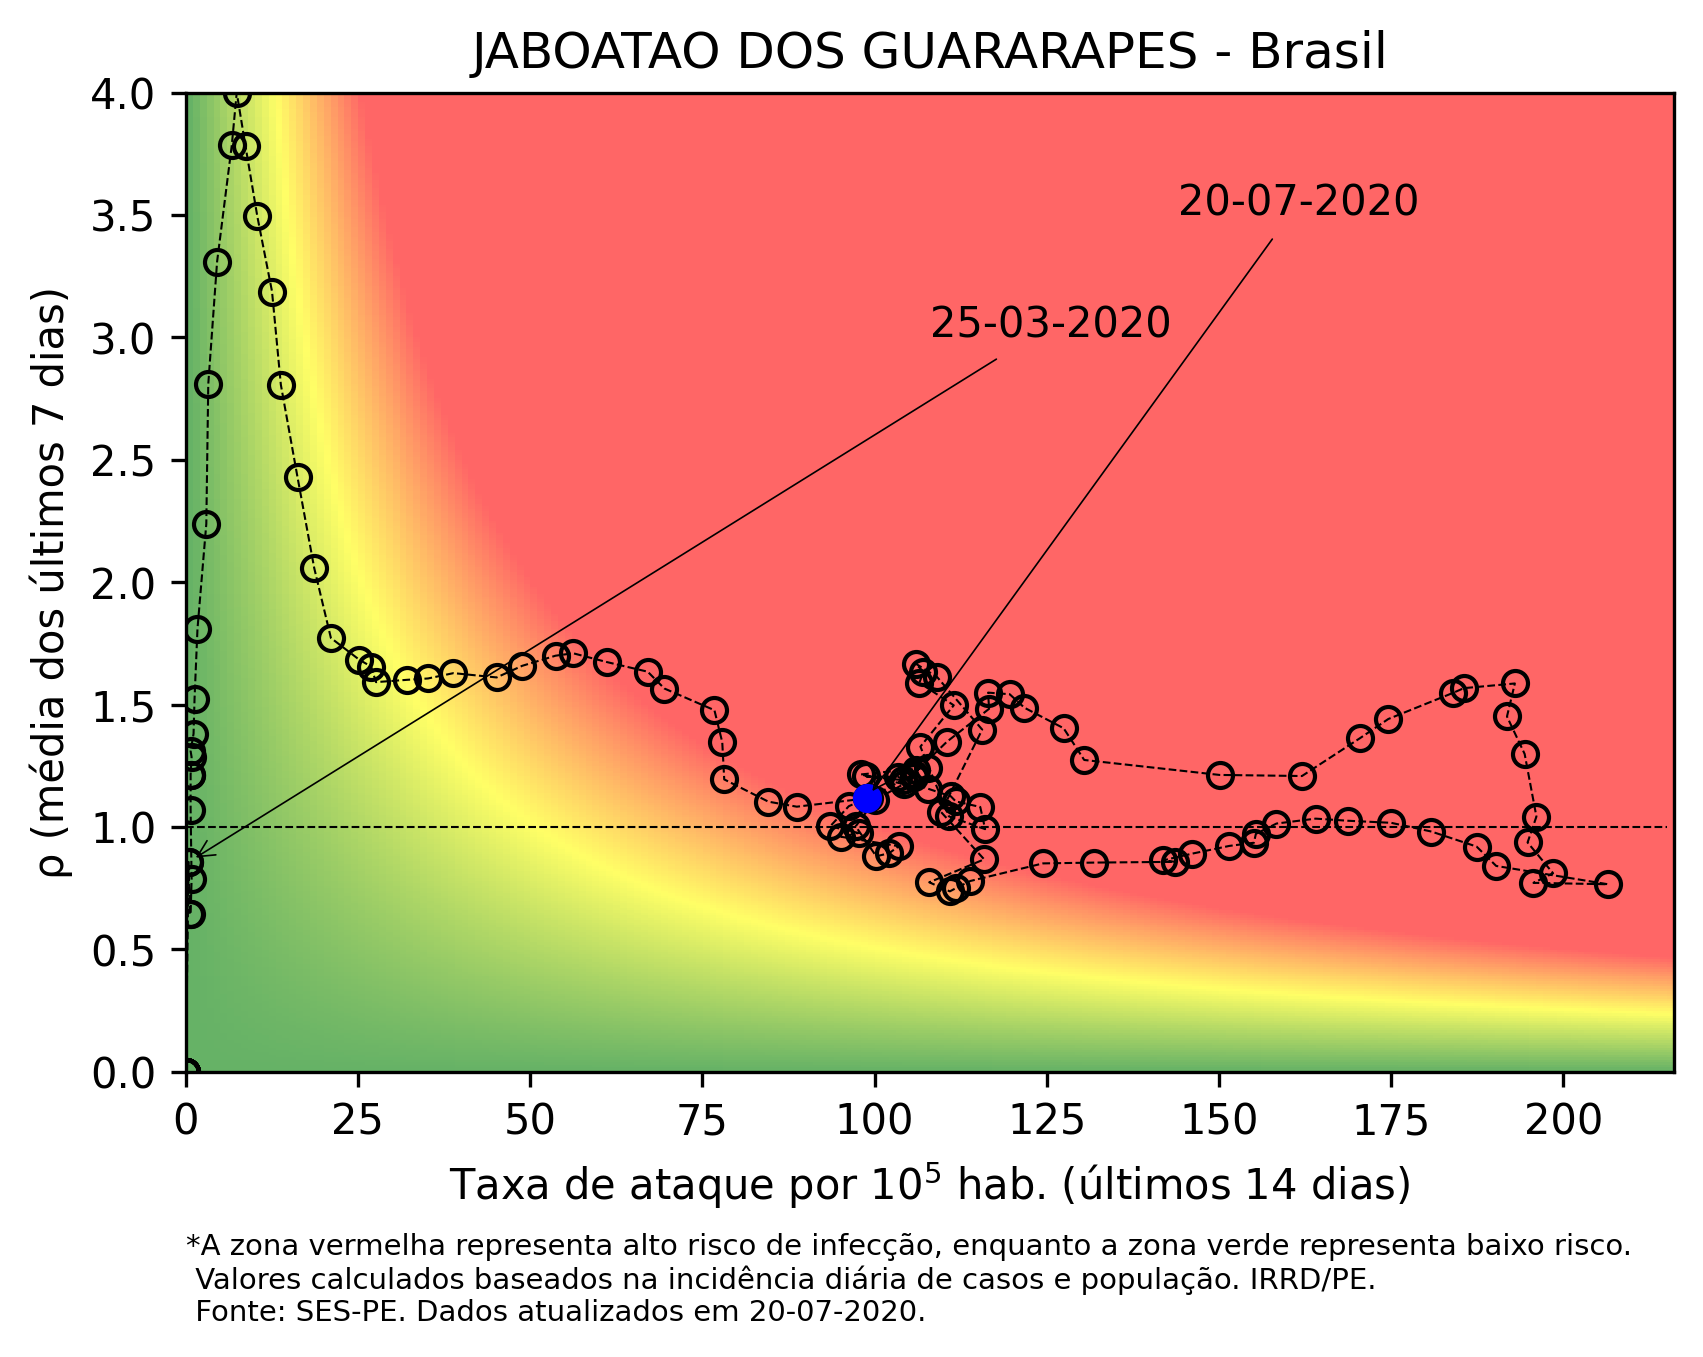 JABOATAO DOS GUARARAPES - Brasil
4.0
3.5
3.0
2.5
2.0
1.5
1.0
0.5
0.0
ρ (média dos últimos 7 dias)
20-07-2020
25-03-2020
0 25 50 75 100 125 150 175 200
Taxa de ataque por 10⁵ hab. (últimos 14 dias)
*A zona vermelha representa alto risco de infecção, enquanto a zona verde representa baixo risco.
Valores calculados baseados na incidência diária de casos e população. IRRD/PE.
Fonte: SES-PE. Dados atualizados em 20-07-2020.